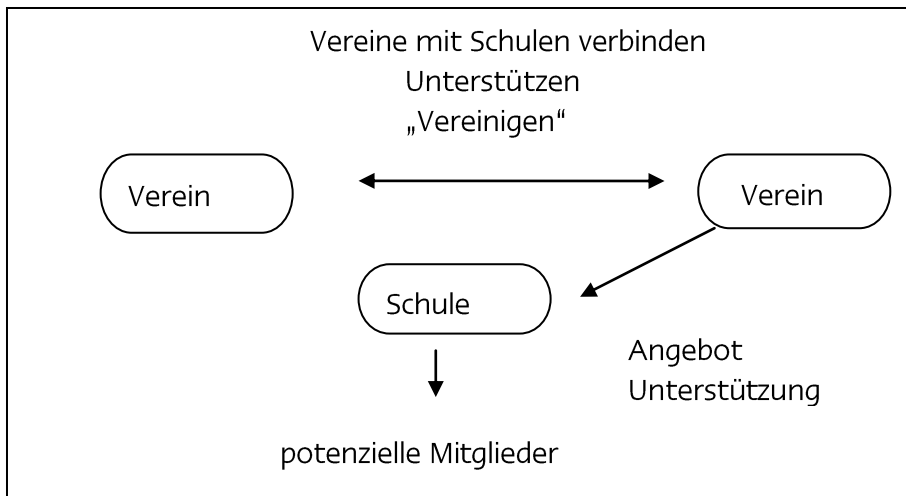 Vereine mit Schulen verbinden
Unterstützen
„Vereinigen“
Verein
Verein
Schule
Angebot
Unterstützung
potenzielle Mitglieder